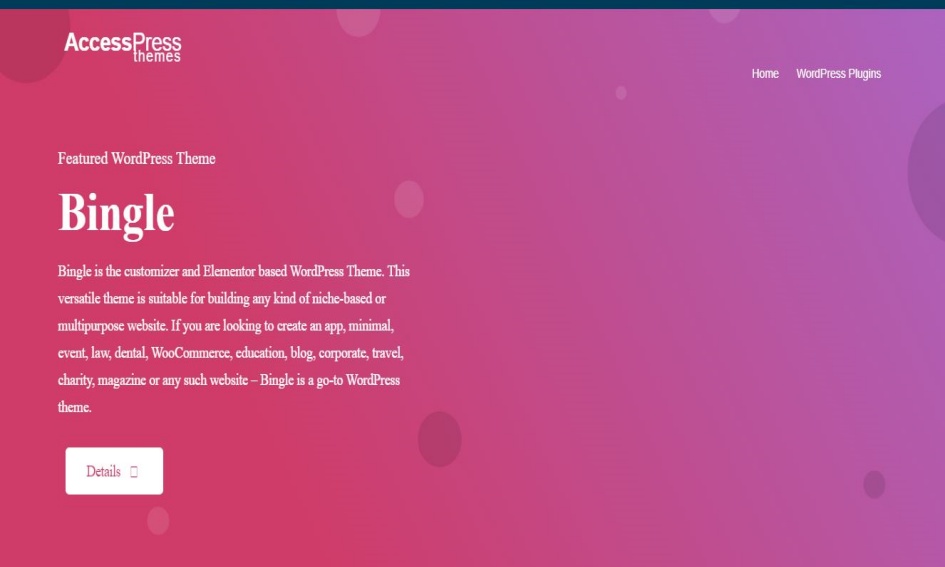 AccessPress
themes
Home WordPress Plugins
Featured WordPress Theme
Bingle
Bingle is the customizer and Elementor based WordPress Theme. This
versatile theme is suitable for building any kind of niche-based or
multipurpose website. If you are looking to create an app, minimal,
event, law, dental, WooCommerce, education, blog, corporate, travel,
charity, magazine or any such website – Bingle is a go-to WordPress
theme.
Details